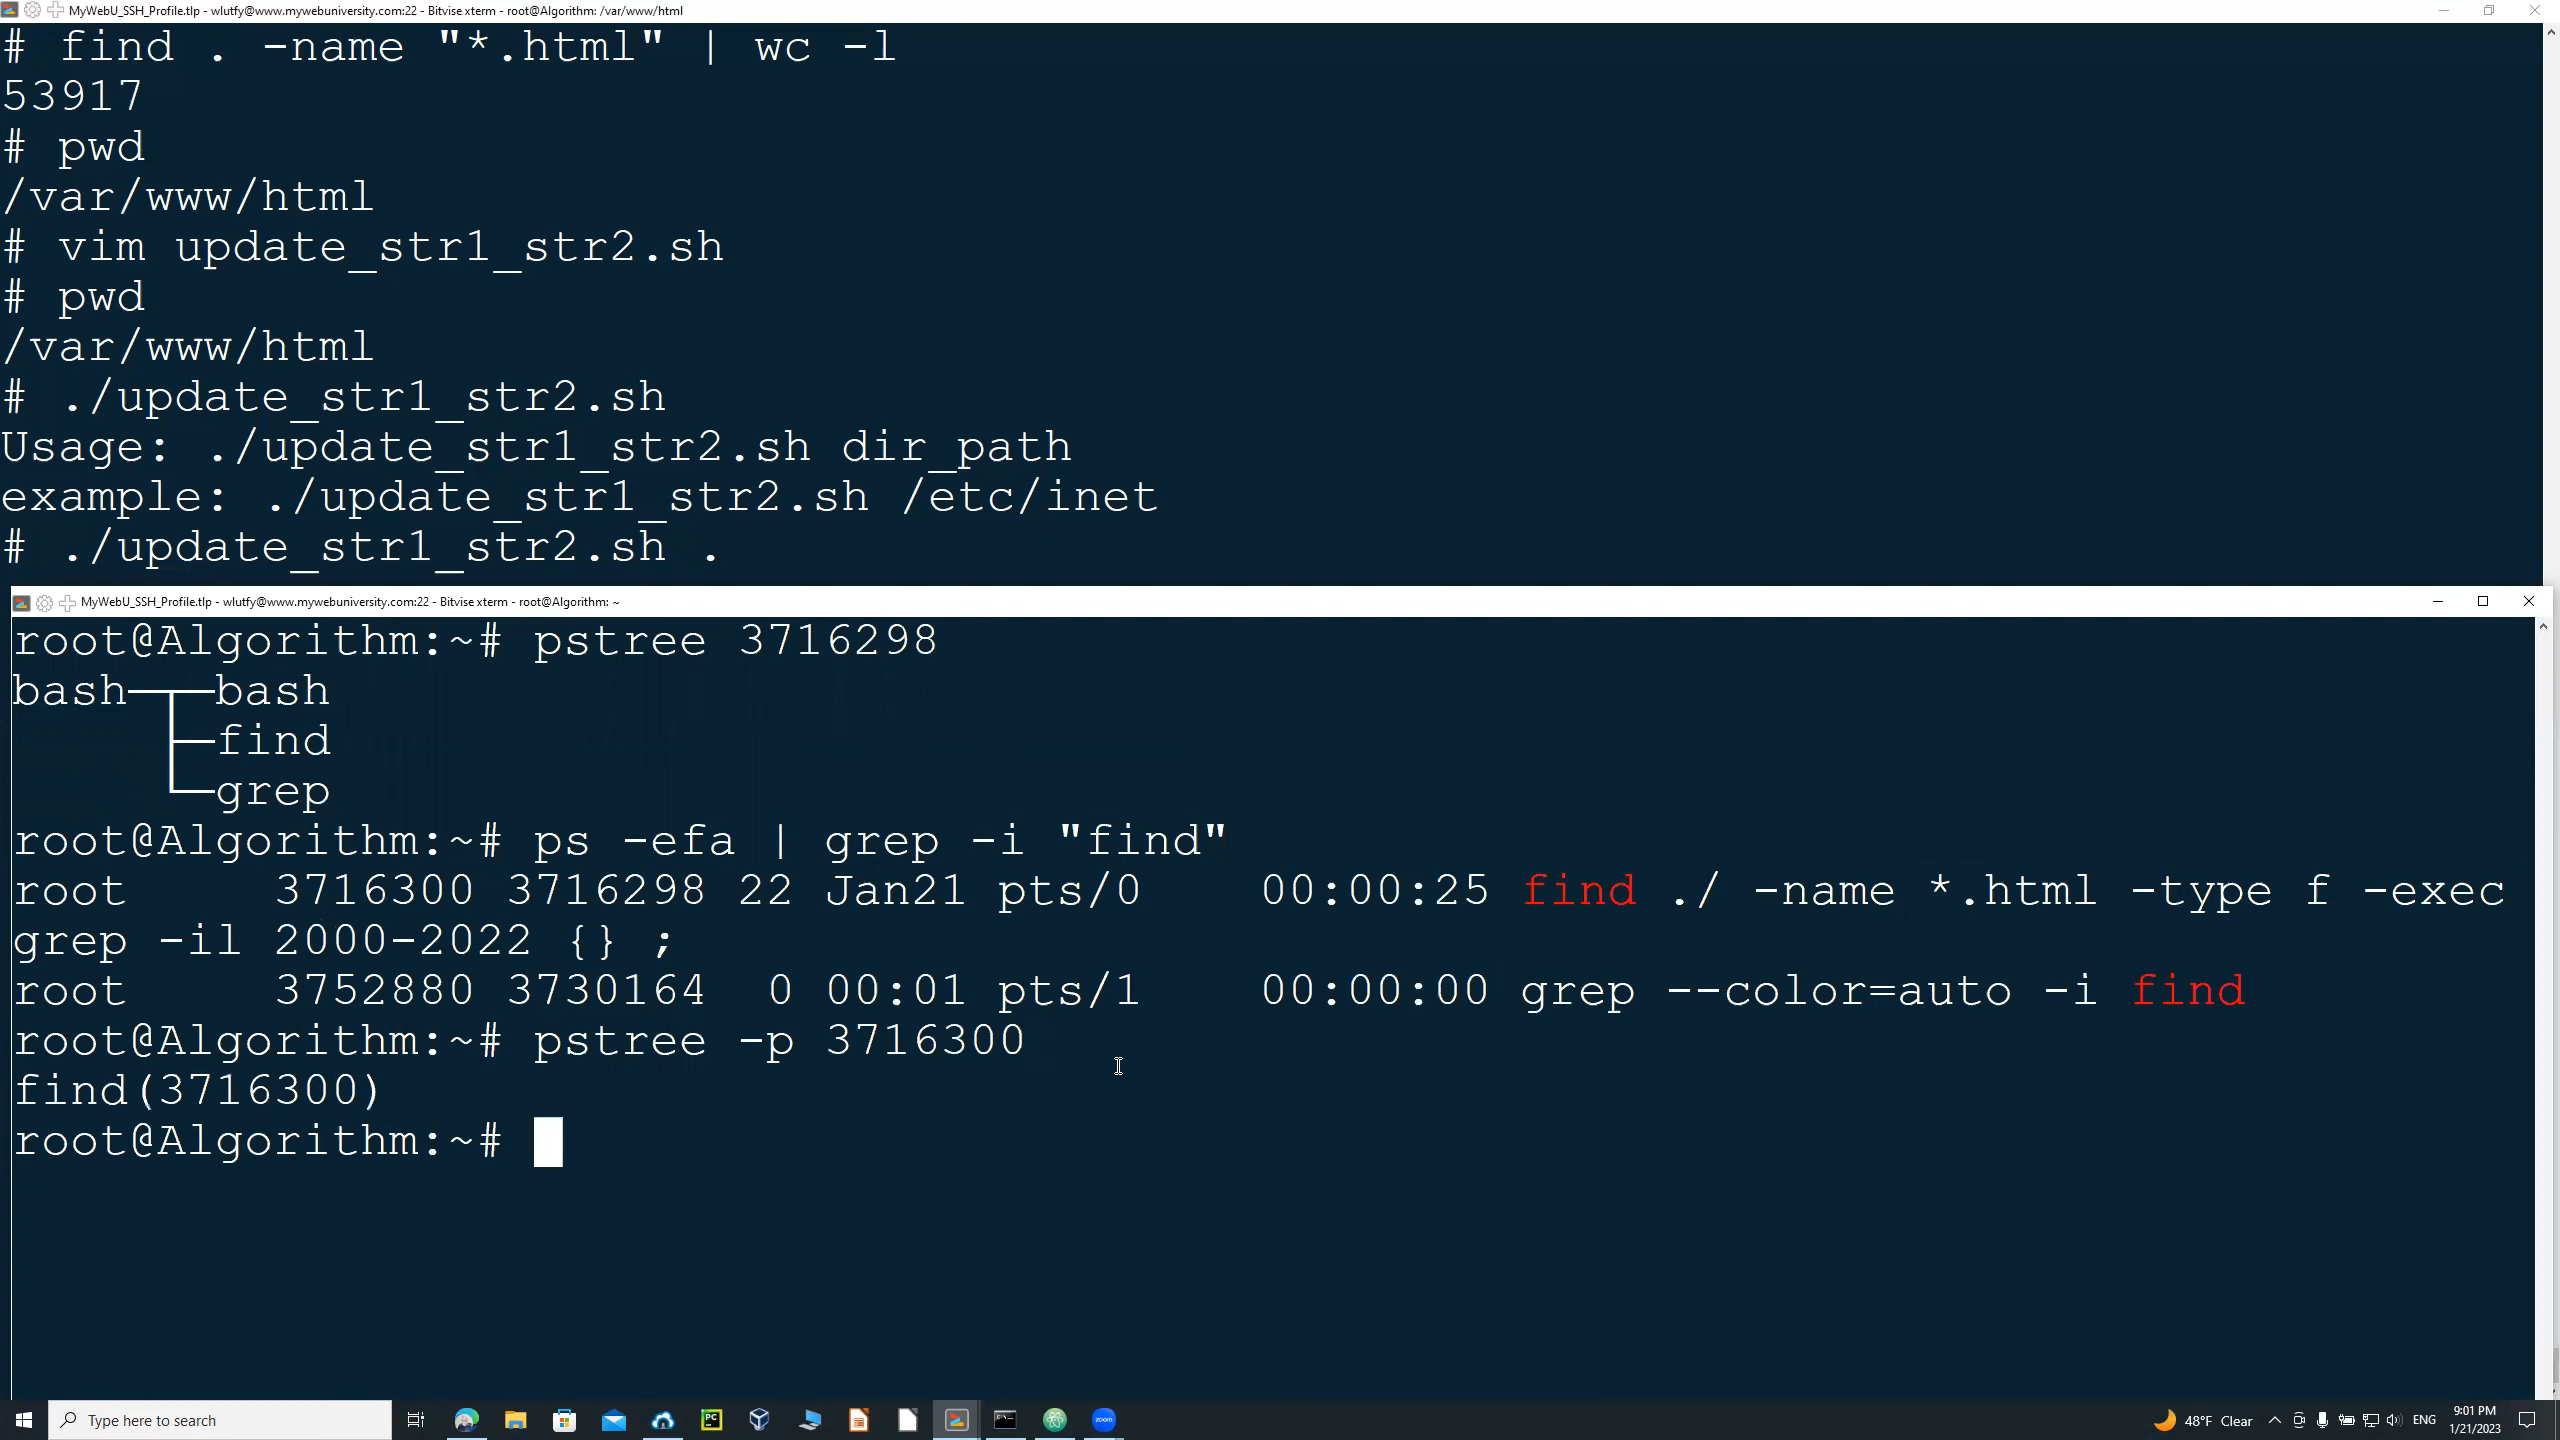 MyWebU_SSH_Profile.tlp - wlutfy@www.mywebuniversity.com:22 - Bitvise xterm - root@Algorithm: /var/www/html
# find . -name "*.html" | wc -l
53917
# pwd
/var/www/html
# vim update_str1_str2.sh
# pwd
/var/www/html
# ./update_str1_str2.sh
Usage: ./update_str1_str2.sh dir_path
example: ./update_str1_str2.sh /etc/inet
# ./update_str1_str2.sh .
MyWebU_SSH_Profile.tlp - wlutfy@www.mywebuniversity.com:22 - Bitvise xterm - root@Algorithm: ~
root@Algorithm:~# pstree 3716298
bash─┬─bash
├─find
└─grep
root@Algorithm:~# ps -efa | grep -i "find"
root 3716300 3716298 22 Jan21 pts/0 00:00:25 find ./ -name *.html -type f -exec
grep -il 2000-2022 {} ;
root 3752880 3730164 0 00:01 pts/1 00:00:00 grep --color=auto -i find
root@Algorithm:~# pstree -p 3716300
find(3716300)
root@Algorithm:~#
Type here to search
PC
zoom
48°F Clear
ENG
9:01 PM
1/21/2023